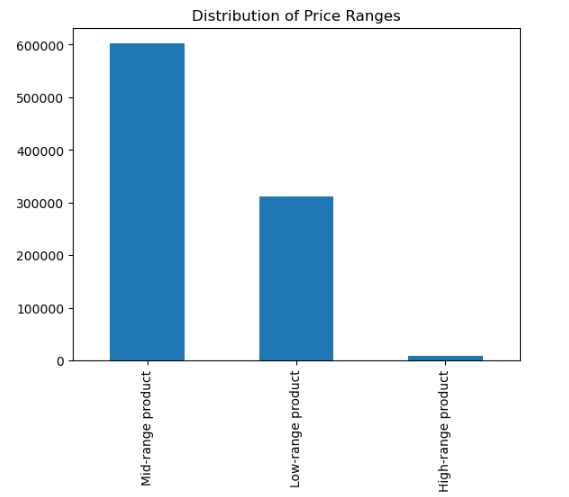 Distribution of Price Ranges
600000
500000
400000
300000
200000
100000
0
Mid-range product
Low-range product
High-range product